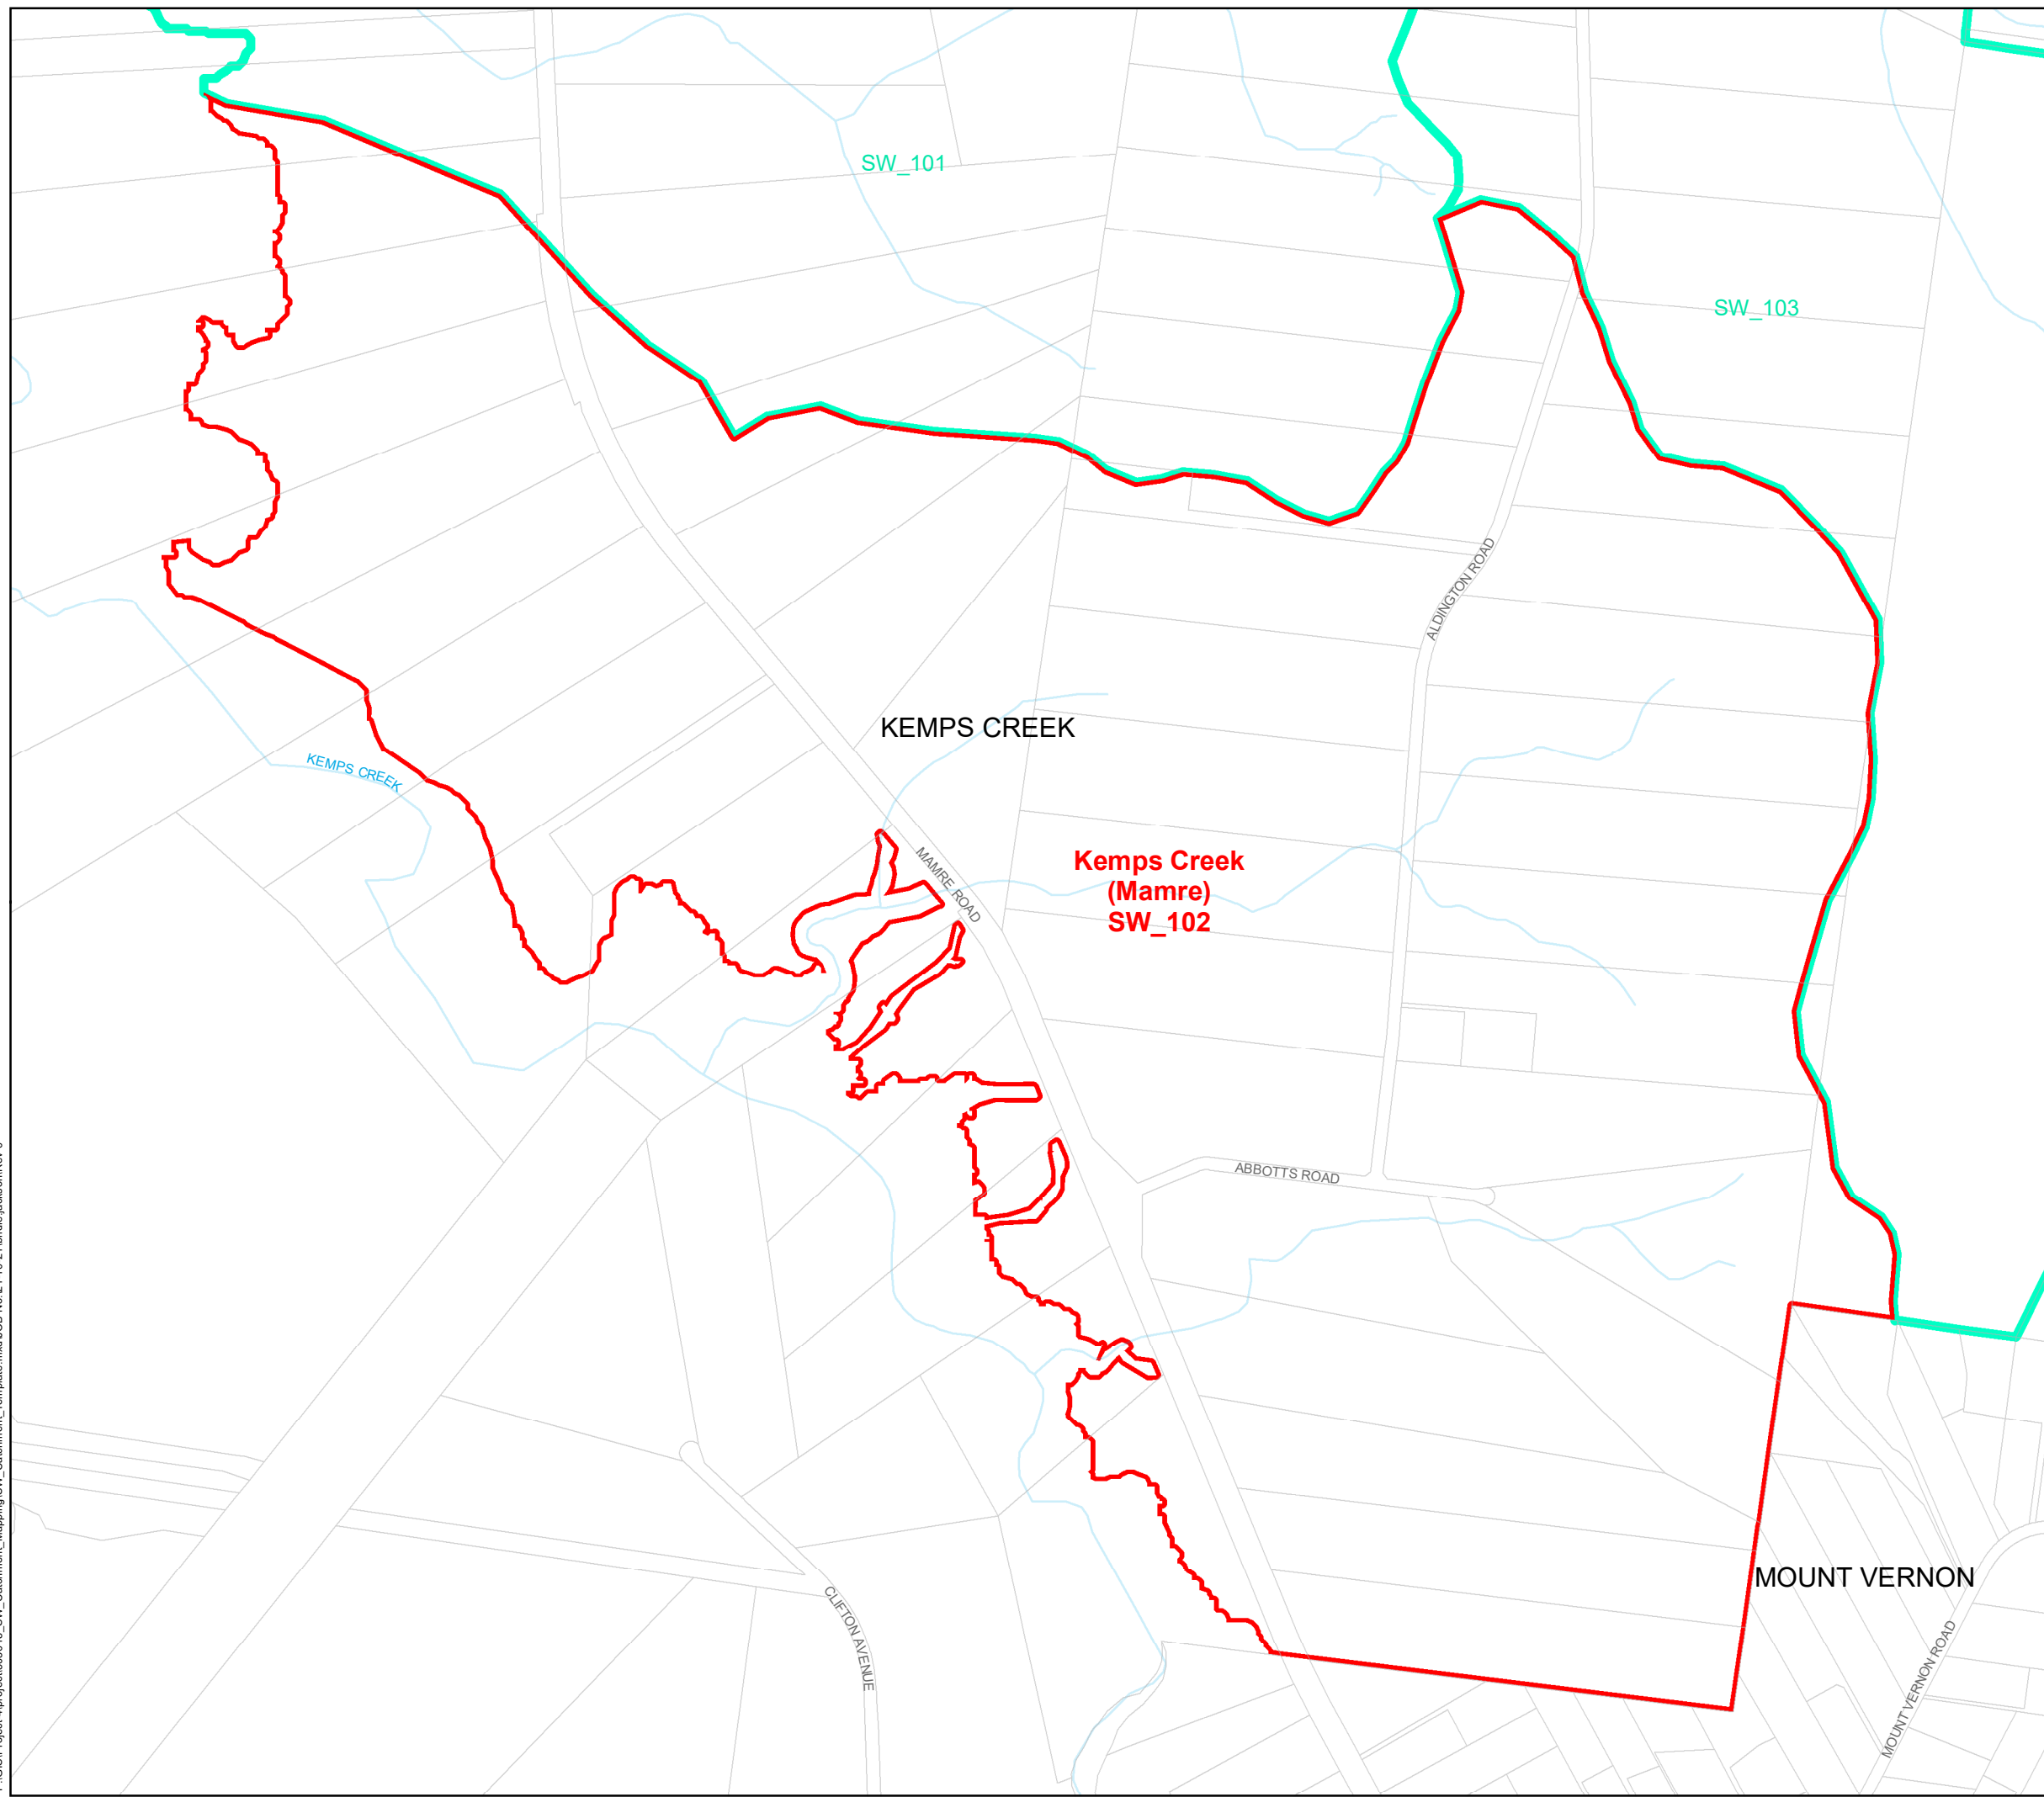 SW_101
SW_103
ALDINGTON ROAD
KEMPS CREEK
KEMPS CREEK
MAMRE ROAD
Kemps Creek
(Mamre)
SW_102
ABBOTTS ROAD
MOUNT VERNON
CLIFTON AVENUE
MOUNT VERNON ROAD